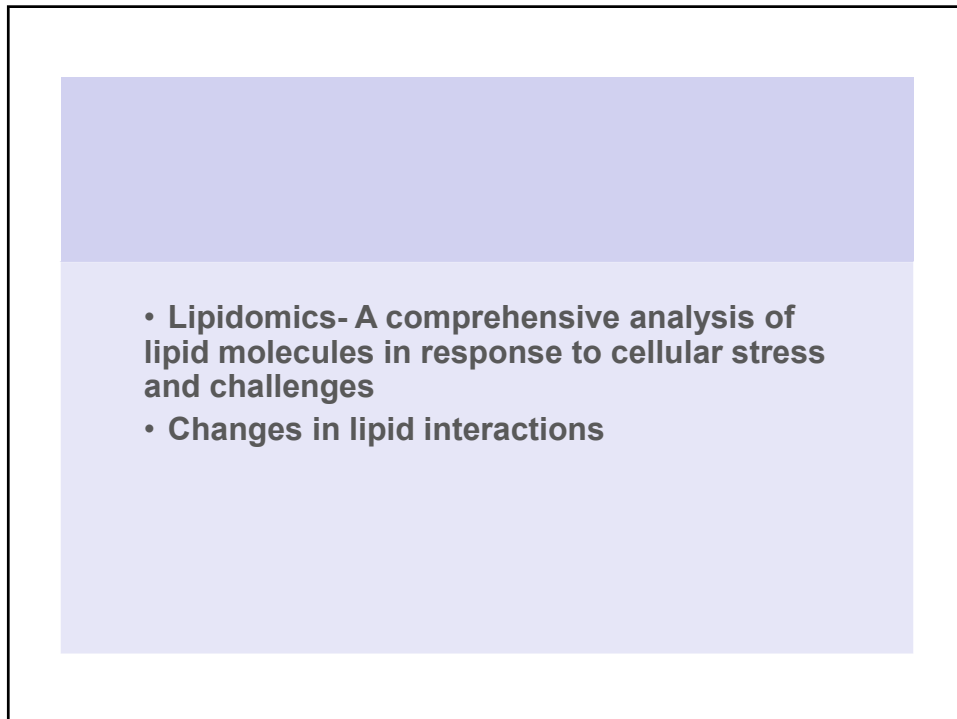 • Lipidomics- A comprehensive analysis of
lipid molecules in response to cellular stress
and challenges
• Changes in lipid interactions